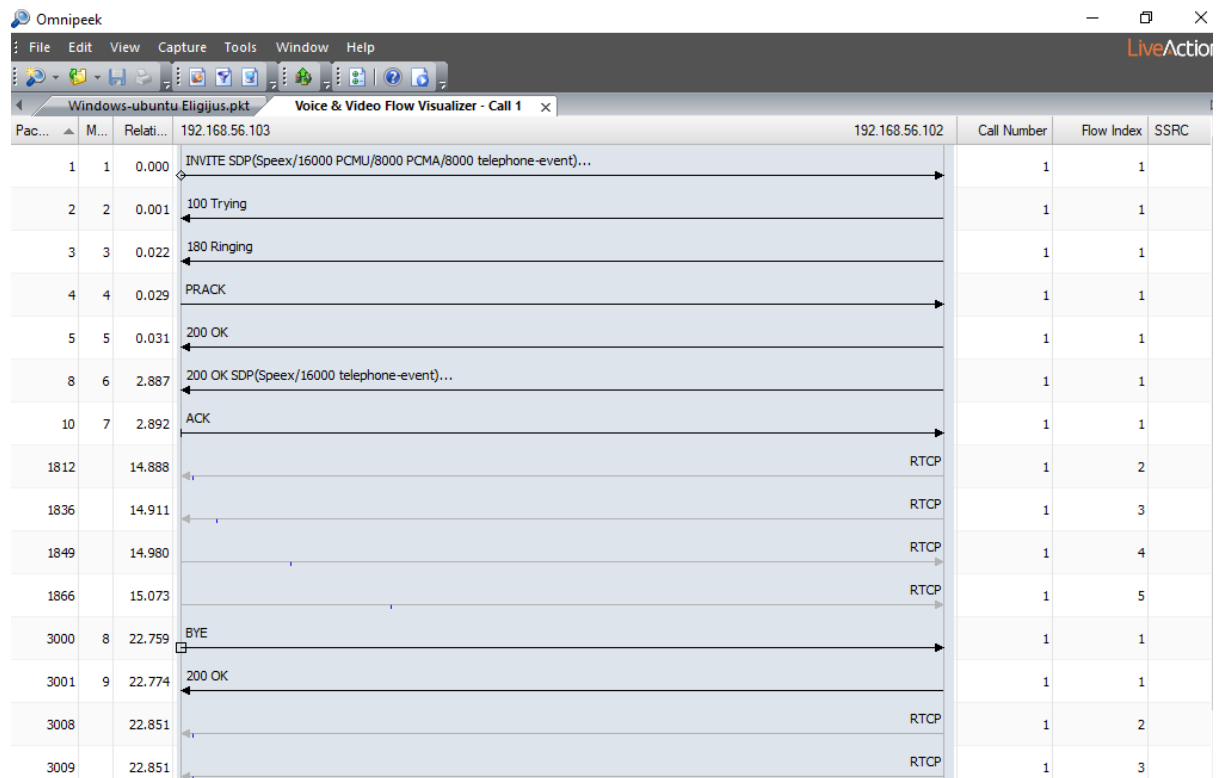 Omnipeek
File Edit View Capture Tools Window Help
LiveAction
Windows-ubuntu Eligijus.pkt Voice & Video Flow Visualizer - Call 1
Pac... M... Relati... 192.168.56.103 192.168.56.102 Call Number Flow Index SSRC
1 1 0.000 INVITE SDP(Speex/16000 PCMU/8000 PCMA/8000 telephone-event)... 1 1
2 2 0.001 100 Trying 1 1
3 3 0.022 180 Ringing 1 1
4 4 0.029 PRACK 1 1
5 5 0.031 200 OK 1 1
8 6 2.887 200 OK SDP(Speex/16000 telephone-event)... 1 1
10 7 2.892 ACK 1 1
1812 14.888 RTCP 1 2
1836 14.911 RTCP 1 3
1849 14.980 RTCP 1 4
1866 15.073 RTCP 1 5
3000 8 22.759 BYE 1 1
3001 9 22.774 200 OK 1 1
3008 22.851 RTCP 1 2
3009 22.851 RTCP 1 3